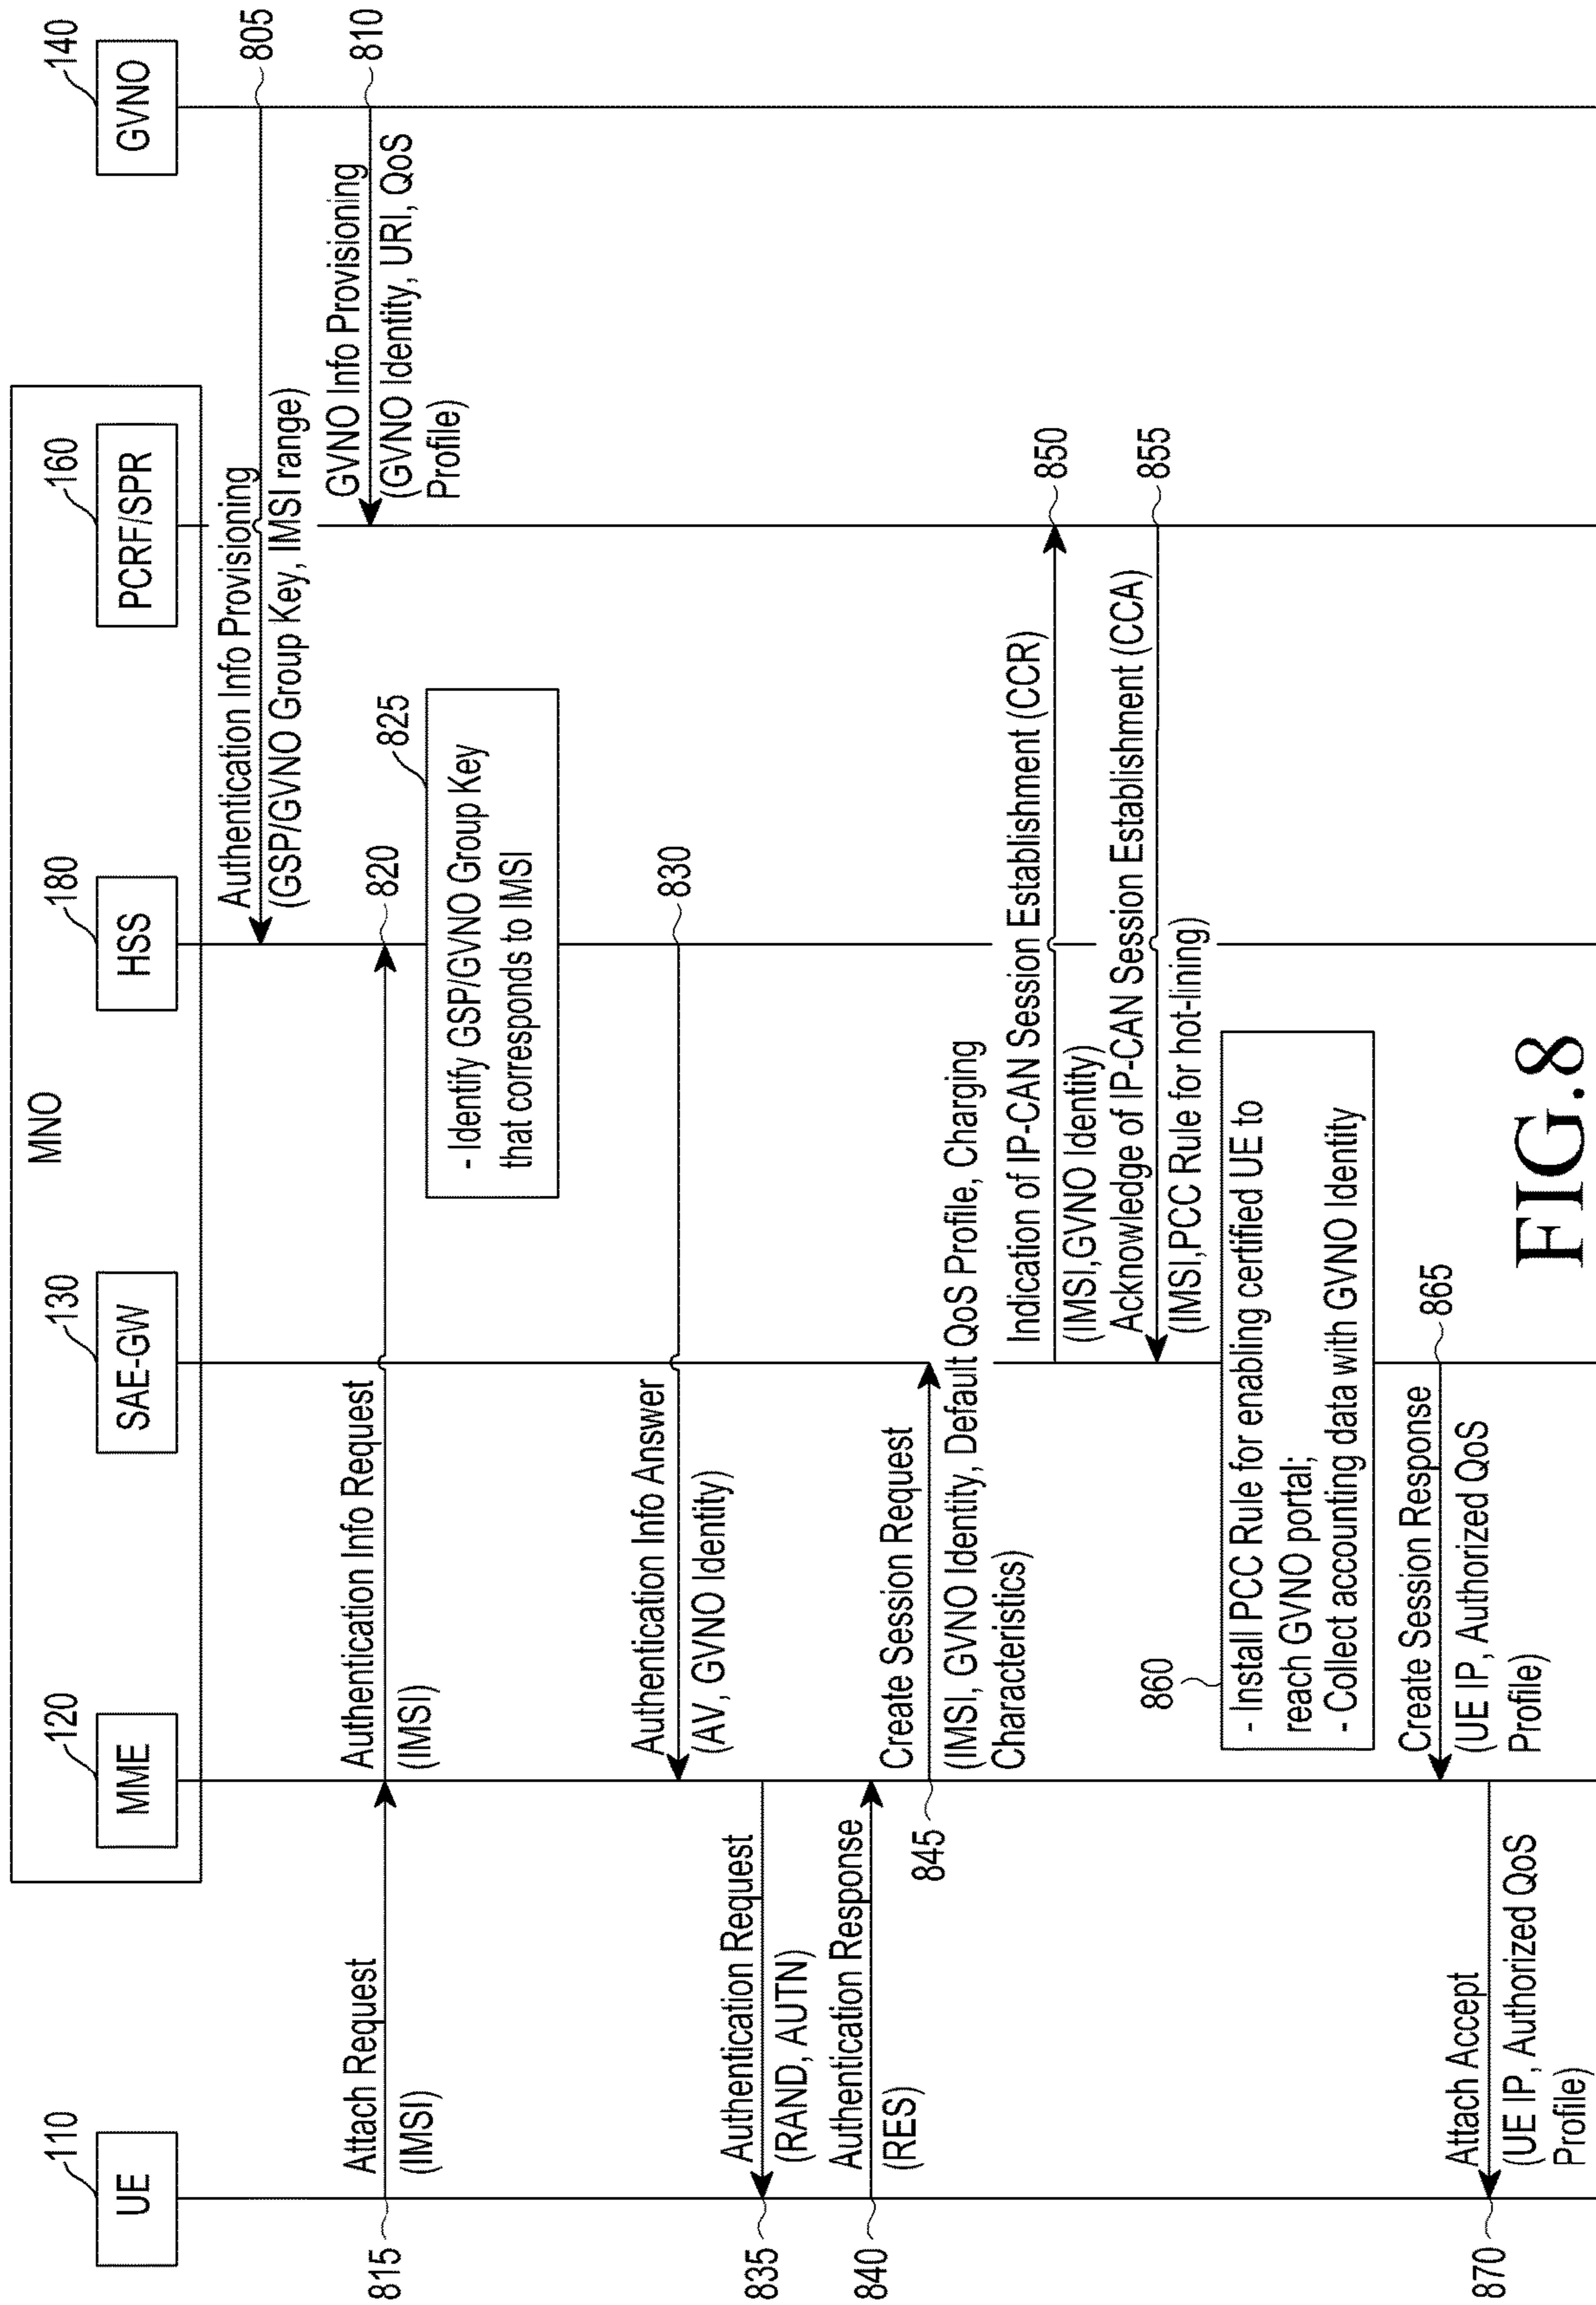 MNO
110
UE
120
MME
130
SAE-GW
180
HSS
160
PCRF/SPR
140
GVNO
Authentication Info Provisioning
(GSP/GVNO Group Key, IMSI range)
805
GVNO Info Provisioning
(GVNO Identity, URI, QoS
Profile)
810
815
Attach Request
(IMSI)
Authentication Info Request
(IMSI)
820
825
- Identify GSP/GVNO Group Key
that corresponds to IMSI
Authentication Info Answer
(AV, GVNO Identity)
830
835
Authentication Request
(RAND, AUTN)
840
Authentication Response
(RES)
845
Create Session Request
(IMSI, GVNO Identity, Default QoS Profile, Charging
Characteristics)
Indication of IP-CAN Session Establishment (CCR)
(IMSI,GVNO Identity)
850
Acknowledge of IP-CAN Session Establishment (CCA)
(IMSI,PCC Rule for hot-lining)
855
860
- Install PCC Rule for enabling certified UE to
reach GVNO portal;
- Collect accounting data with GVNO Identity
Create Session Response
(UE IP, Authorized QoS
Profile)
865
870
Attach Accept
(UE IP, Authorized QoS
Profile)
FIG.8